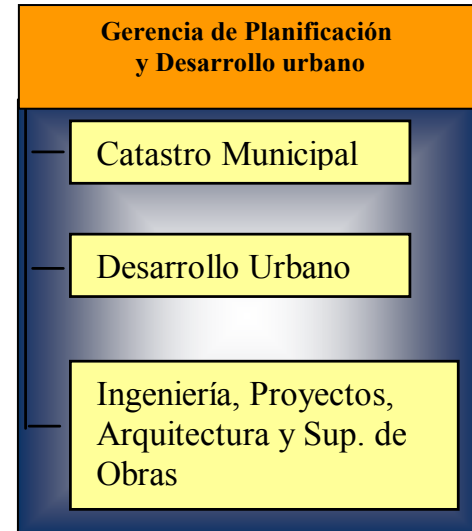 Gerencia de Planificación
y Desarrollo urbano
Catastro Municipal
Desarrollo Urbano
Ingeniería, Proyectos,
Arquitectura y Sup. de
Obras